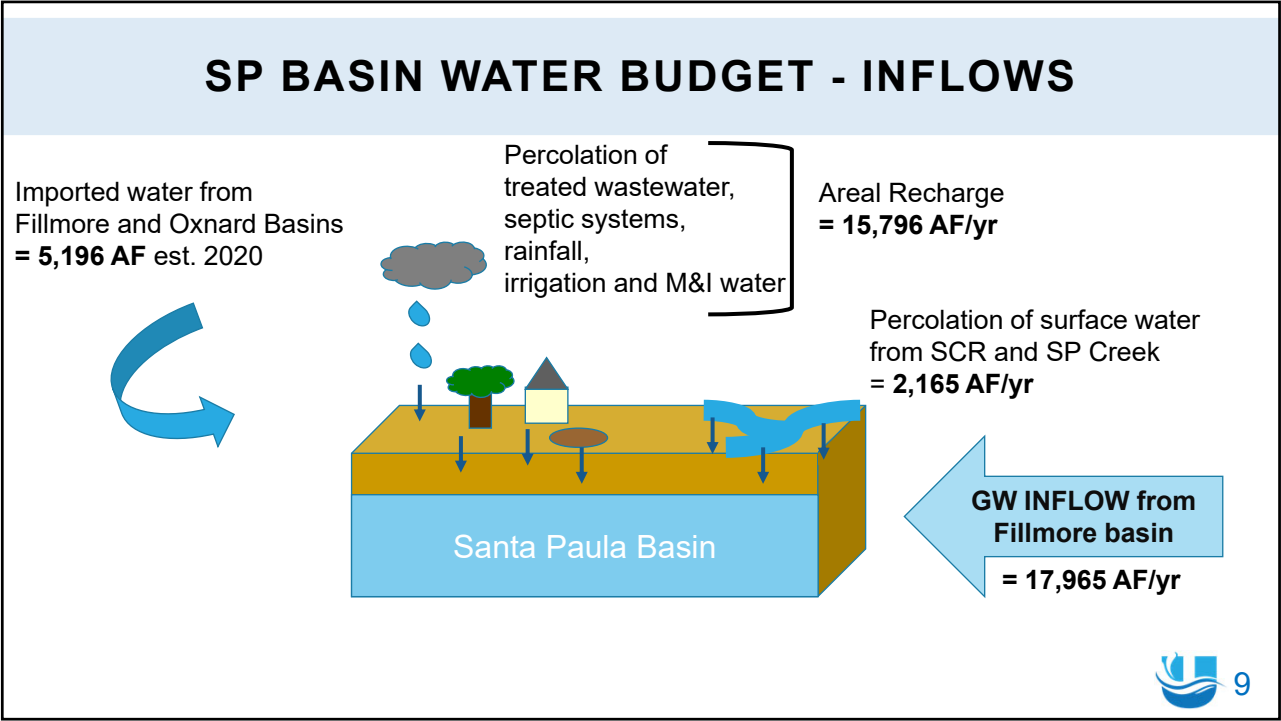 SP BASIN WATER BUDGET - INFLOWS
Imported water from
Fillmore and Oxnard Basins
= 5,196 AF est. 2020
Percolation of
treated wastewater,
septic systems,
rainfall,
irrigation and M&I water
Areal Recharge
= 15,796 AF/yr
Percolation of surface water
from SCR and SP Creek
= 2,165 AF/yr
GW INFLOW from
Fillmore basin
= 17,965 AF/yr
Santa Paula Basin
9